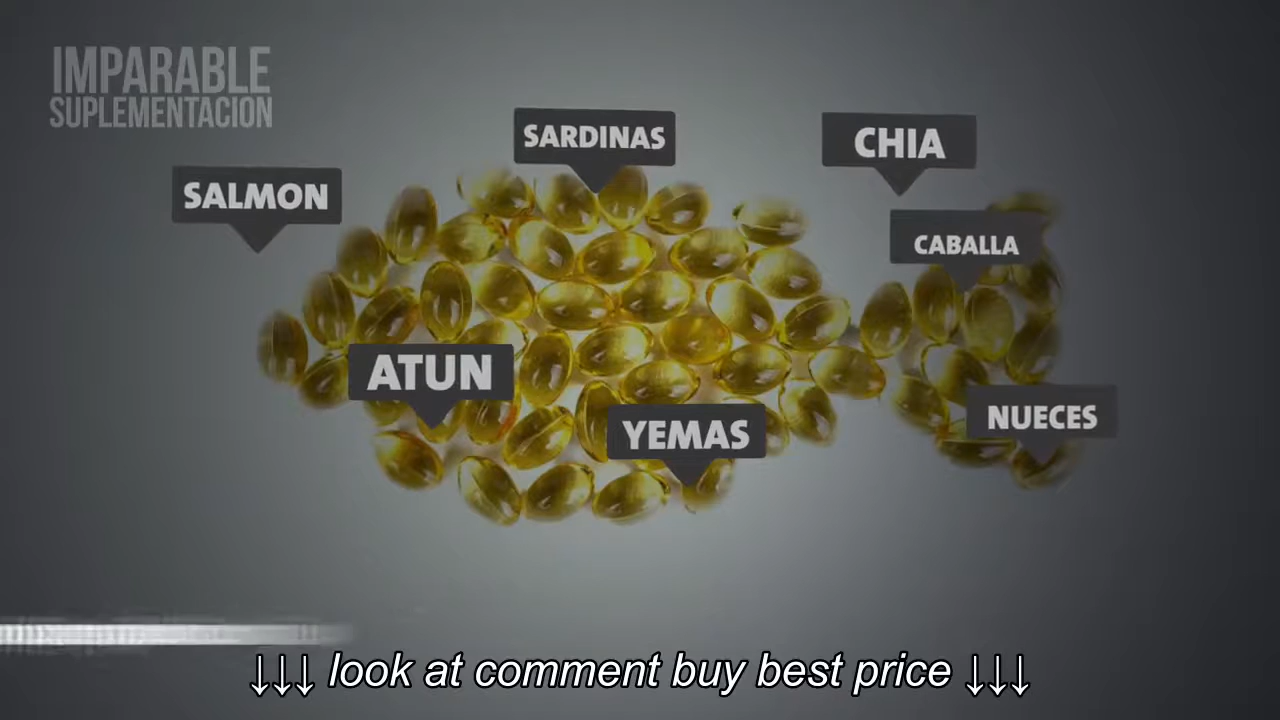 IMPARABLE
SUPLEMENTACION
SARDINAS
CHIA
SALMON
CABALLA
ATUN
YEMAS
NUECES
↓↓↓ look at comment buy best price ↓↓↓